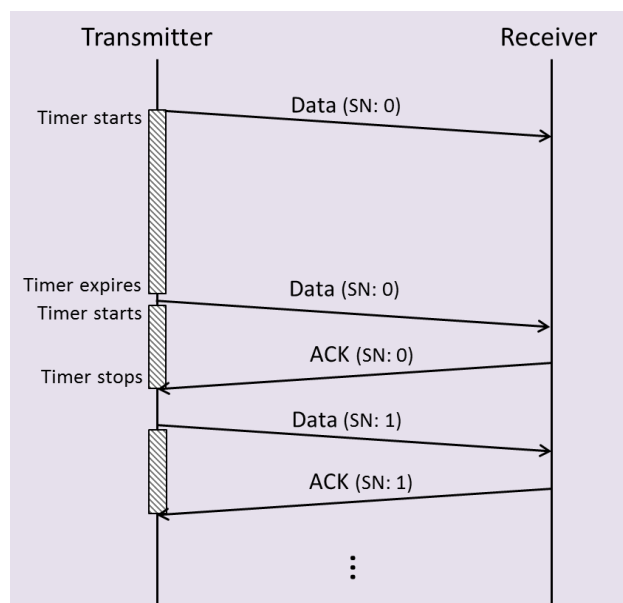 Transmitter
Receiver
Data (SN: 0)
Timer starts
Timer expires
Data (SN: 0)
Timer starts
ACK (SN: 0)
Timer stops
Data (SN: 1)
ACK (SN: 1)